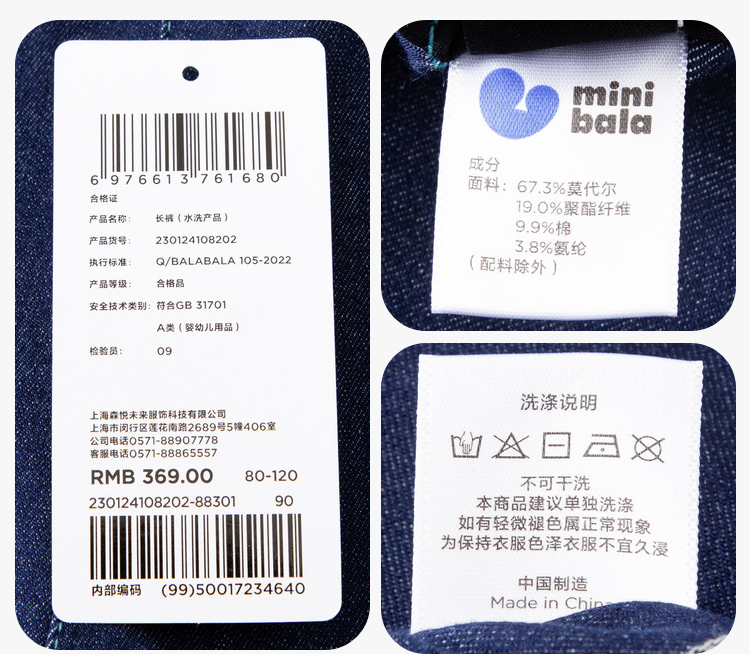 6 976613 761680
合格证
产品名称: 长裤（水洗产品）
产品货号: 230124108202
执行标准: Q/BALABALA 105-2022
产品等级: 合格品
安全技术类别: 符合GB 31701
A类（婴幼儿用品）
检验员: 09
上海森悦未来服饰科技有限公司
上海市闵行区莲花南路2689号5幢406室
公司电话0571-88907778
客服电话0571-88865557
RMB 369.00 80-120
230124108202-88301 90
内部编码 (99)50017234640
mini
bala
成分
面料: 67.3%莫代尔
19.0%聚酯纤维
9.9%棉
3.8%氨纶
(配料除外)
洗涤说明
不可干洗
本商品建议单独洗涤
如有轻微褪色属正常现象
为保持衣服色泽衣服不宜久浸
中国制造
Made in China